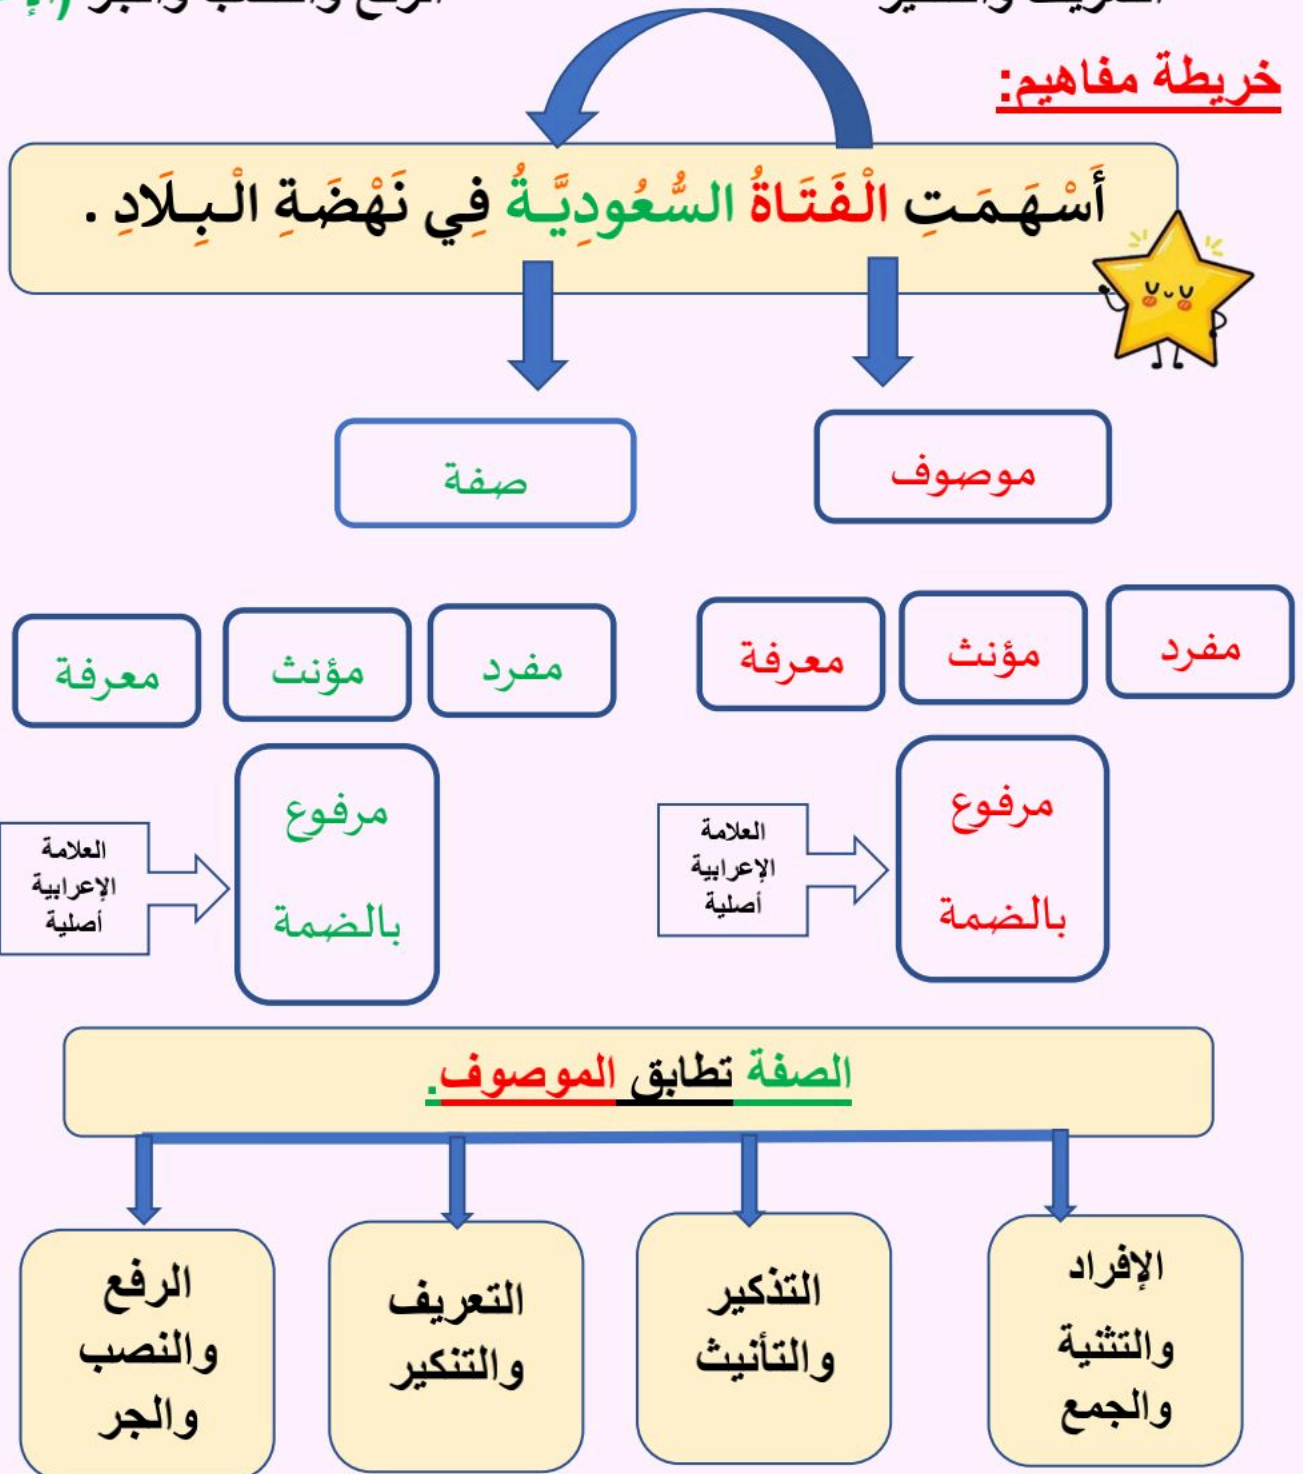 خريطة مفاهيم:
أَسْهَمَتِ الْفَتَاةُ السُّعُودِيَّةُ فِي نَهْضَةِ الْبِلَادِ .
موصوف
صفة
مفرد
مؤنث
معرفة
مفرد
مؤنث
معرفة
مرفوع
بالضمة
العلامة
الإعرابية
أصلية
مرفوع
بالضمة
العلامة
الإعرابية
أصلية
الصفة تطابق الموصوف.
الإفراد
والتثنية
والجمع
التذكير
والتأنيث
التعريف
والتنكير
الرفع
والنصب
والجر